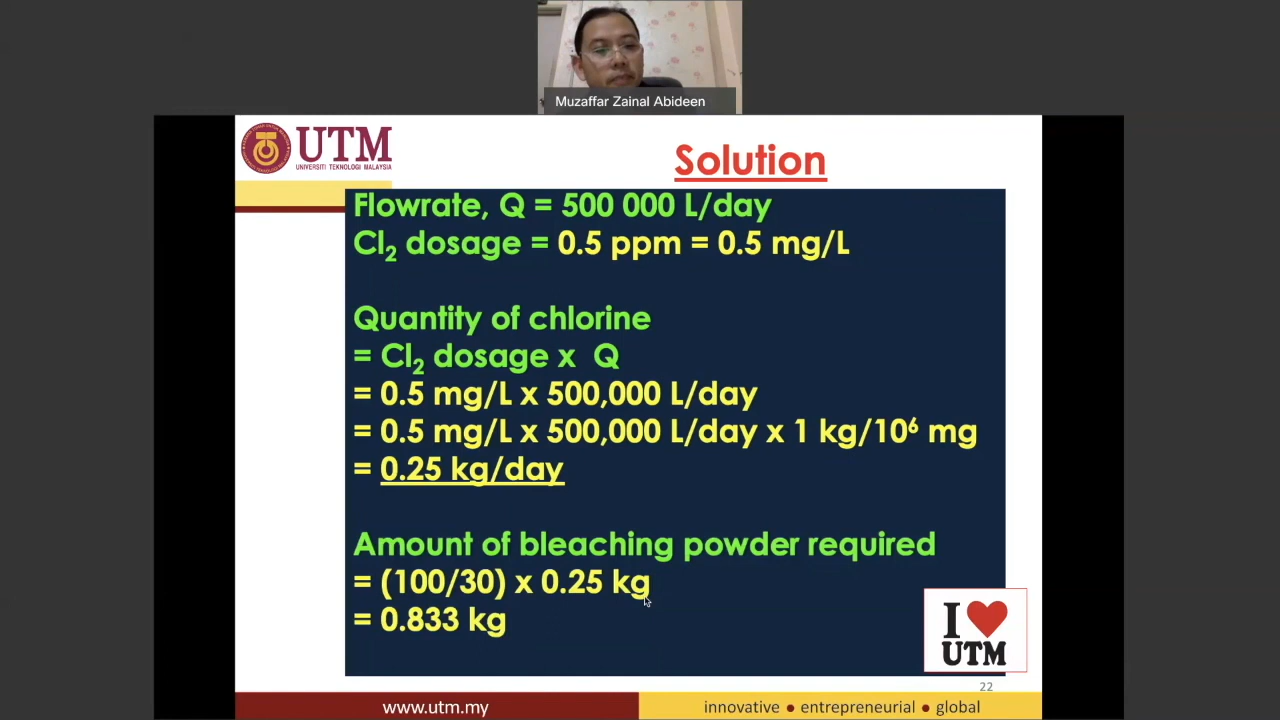 Muzaffar Zainal Abideen
UTM
UNIVERSITI TEKNOLOGI MALAYSIA
Solution
Flowrate, Q = 500 000 L/day
Cl₂ dosage = 0.5 ppm = 0.5 mg/L
Quantity of chlorine
= Cl₂ dosage x Q
= 0.5 mg/L x 500,000 L/day
= 0.5 mg/L x 500,000 L/day x 1 kg/10⁶ mg
= 0.25 kg/day
Amount of bleaching powder required
= (100/30) x 0.25 kg
= 0.833 kg
I ❤ UTM
22
www.utm.my
innovative ● entrepreneurial ● global